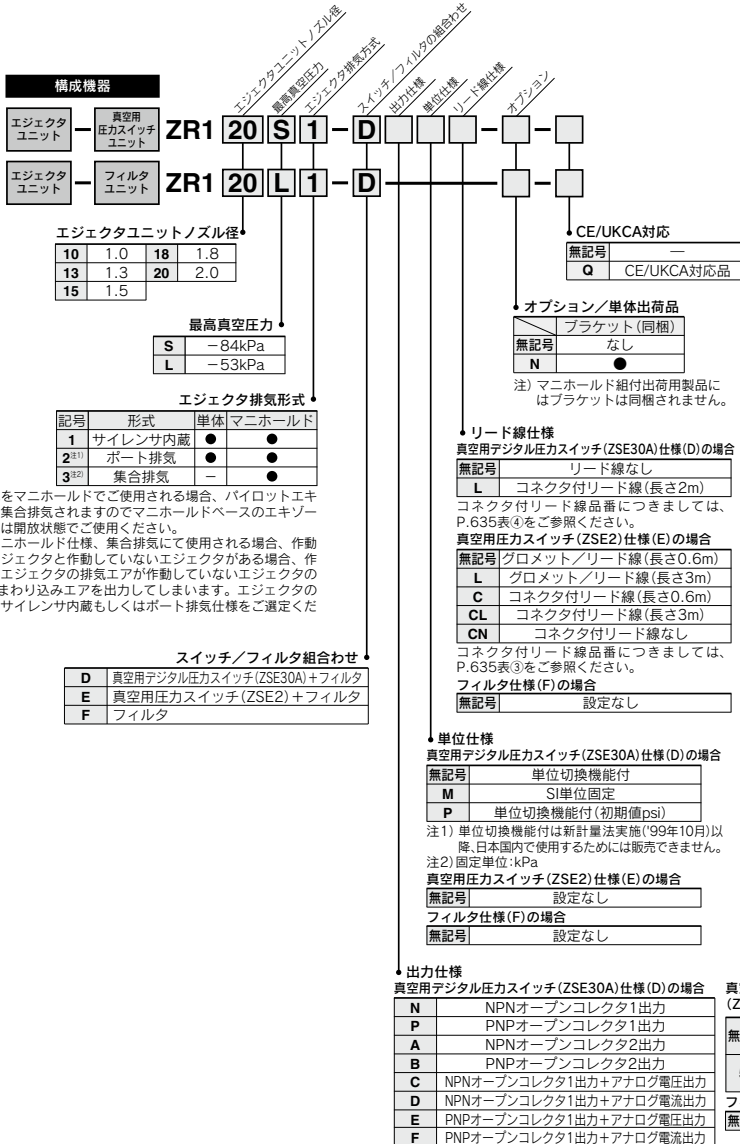 エジェクタユニットノズル径
最高真空圧力
エジェクタ排気方式
スイッチ/フィルタの組合わせ
出力仕様
単位仕様
リード線仕様
オプション
構成機器
エジェクタユニット − 真空用圧力スイッチユニット ZR1 20 S 1 − D □ □ □ − □ − □
エジェクタユニット − フィルタユニット ZR1 20 L 1 − D − □ − □
エジェクタユニットノズル径
10 1.0 18 1.8
13 1.3 20 2.0
15 1.5
最高真空圧力
S −84kPa
L −53kPa
エジェクタ排気形式
記号 形式 単体 マニホールド
1 サイレンサ内蔵 ● ●
2注1) ポート排気 ● ●
3注2) 集合排気 − ●
をマニホールドでご使用される場合、パイロットエキ
集合排気されますのでマニホールドベースのエキゾー
は開放状態でご使用ください。
ニホールド仕様、集合排気にて使用される場合、作動
ジェクタと作動していないエジェクタがある場合、作
エジェクタの排気エアが作動していないエジェクタの
まわり込みエアを出力してしまいます。エジェクタの
サイレンサ内蔵もしくはポート排気仕様をご選定くだ
スイッチ/フィルタ組合わせ
D 真空用デジタル圧力スイッチ(ZSE30A)+フィルタ
E 真空用圧力スイッチ(ZSE2)+フィルタ
F フィルタ
CE/UKCA対応
無記号 —
Q CE/UKCA対応品
オプション/単体出荷品
ブラケット(同梱)
無記号 なし
N ●
注) マニホールド組付出荷用製品に
はブラケットは同梱されません。
リード線仕様
真空用デジタル圧力スイッチ(ZSE30A)仕様(D)の場合
無記号 リード線なし
L コネクタ付リード線(長さ2m)
コネクタ付リード線品番につきましては、
P.635表④をご参照ください。
真空用圧力スイッチ(ZSE2)仕様(E)の場合
無記号 グロメット/リード線(長さ0.6m)
L グロメット/リード線(長さ3m)
C コネクタ付リード線(長さ0.6m)
CL コネクタ付リード線(長さ3m)
CN コネクタ付リード線なし
コネクタ付リード線品番につきましては、
P.635表③をご参照ください。
フィルタ仕様(F)の場合
無記号 設定なし
単位仕様
真空用デジタル圧力スイッチ(ZSE30A)仕様(D)の場合
無記号 単位切換機能付
M SI単位固定
P 単位切換機能付(初期値psi)
注1) 単位切換機能付は新計量法実施('99年10月)以
降、日本国内で使用するためには販売できません。
注2) 固定単位:kPa
真空用圧力スイッチ(ZSE2)仕様(E)の場合
無記号 設定なし
フィルタ仕様(F)の場合
無記号 設定なし
出力仕様
真空用デジタル圧力スイッチ(ZSE30A)仕様(D)の場合
N NPNオープンコレクタ1出力
P PNPオープンコレクタ1出力
A NPNオープンコレクタ2出力
B PNPオープンコレクタ2出力
C NPNオープンコレクタ1出力+アナログ電圧出力
D NPNオープンコレクタ1出力+アナログ電流出力
E PNPオープンコレクタ1出力+アナログ電圧出力
F PNPオープンコレクタ1出力+アナログ電流出力